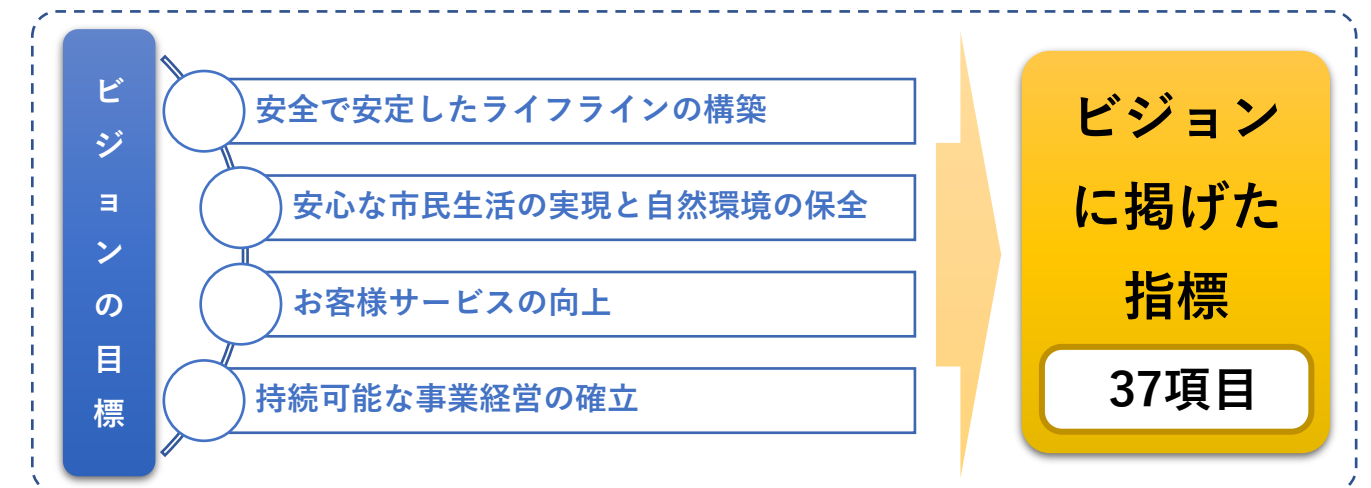 ビジョンの目標
安全で安定したライフラインの構築
安心な市民生活の実現と自然環境の保全
お客様サービスの向上
持続可能な事業経営の確立
ビジョン
に掲げた
指標
37項目